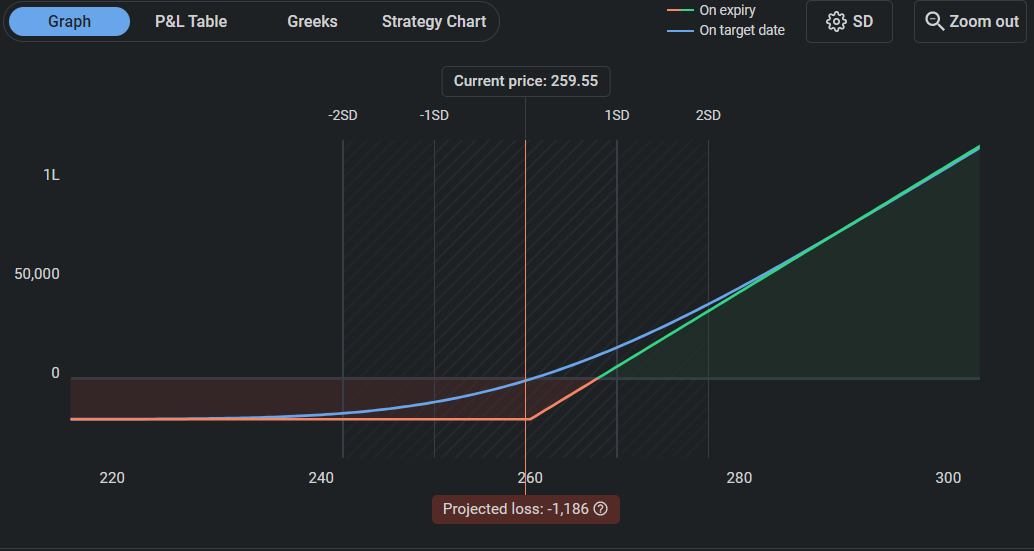 Graph P&L Table Greeks Strategy Chart
On expiry
On target date
SD
Zoom out
Current price: 259.55
-2SD -1SD 1SD 2SD
1L
50,000
0
220 240 260 280 300
Projected loss: -1,186